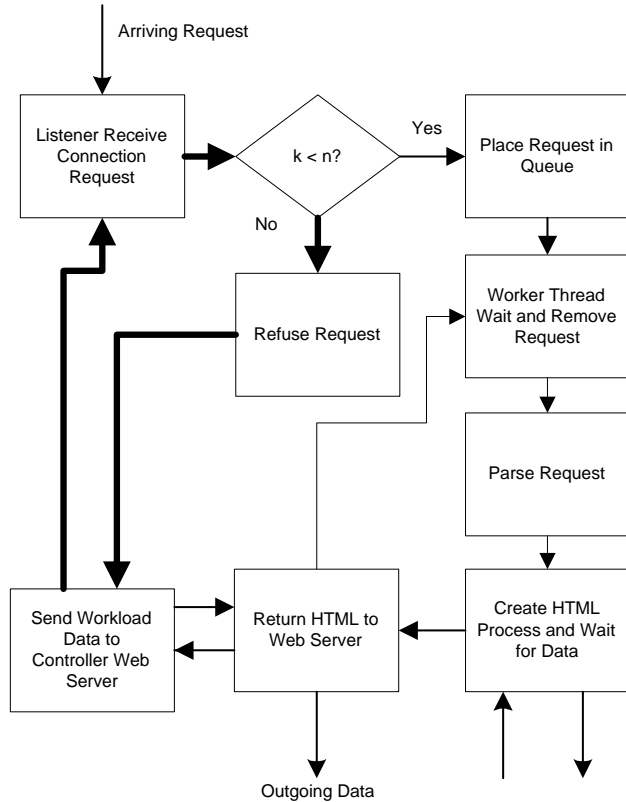 Arriving Request
Listener Receive
Connection
Request
k < n?
Yes
Place Request in
Queue
No
Refuse Request
Worker Thread
Wait and Remove
Request
Parse Request
Send Workload
Data to
Controller Web
Server
Return HTML to
Web Server
Create HTML
Process and Wait
for Data
Outgoing Data